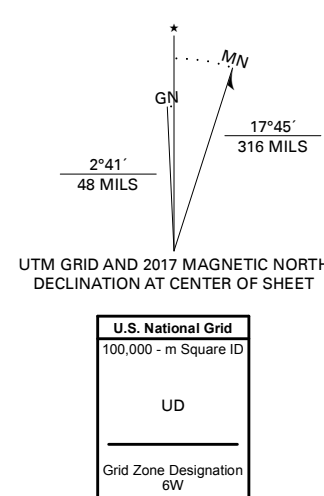 ★
MN
GN
17°45´
316 MILS
2°41´
48 MILS
UTM GRID AND 2017 MAGNETIC NORTH
DECLINATION AT CENTER OF SHEET
U.S. National Grid
100,000 - m Square ID
UD
Grid Zone Designation
6W